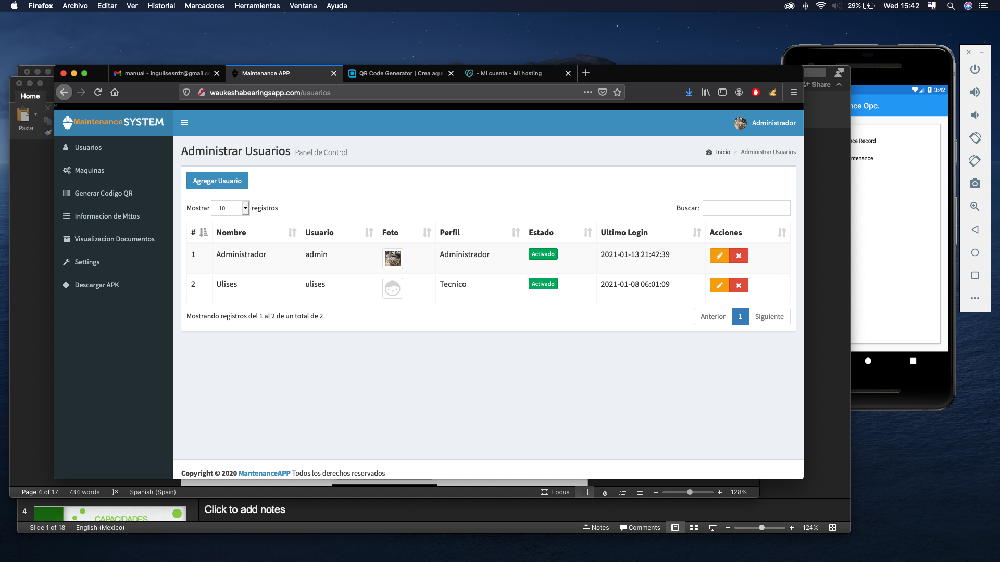 Firefox Archivo Editar Ver Historial Marcadores Herramientas Ventana Ayuda
29% Wed 15:42
manual - ingulisesrdz@gmail.co
Maintenance APP
QR Code Generator | Crea aquí
- Mi cuenta - Mi hosting
waukeshabearingsapp.com/usuarios
Home
Paste
Share
MaintenanceSYSTEM
Administrador
Usuarios
Maquinas
Generar Codigo QR
Informacion de Mttos
Visualizacion Documentos
Settings
Descargar APK
Administrar Usuarios Panel de Control
Inicio > Administrar Usuarios
Agregar Usuario
Mostrar 10 registros
Buscar:
# Nombre Usuario Foto Perfil Estado Ultimo Login Acciones
1 Administrador admin Administrador Activado 2021-01-13 21:42:39
2 Ulises ulises Tecnico Activado 2021-01-08 06:01:09
Mostrando registros del 1 al 2 de un total de 2
Anterior 1 Siguiente
Copyright © 2020 MantenanceAPP Todos los derechos reservados
3:42
nce Opc.
nce Record
ntenance
Page 4 of 17 734 words Spanish (Spain)
Focus 128%
4
CAPACIDADES
Click to add notes
Slide 1 of 18 English (Mexico)
Notes Comments 124%